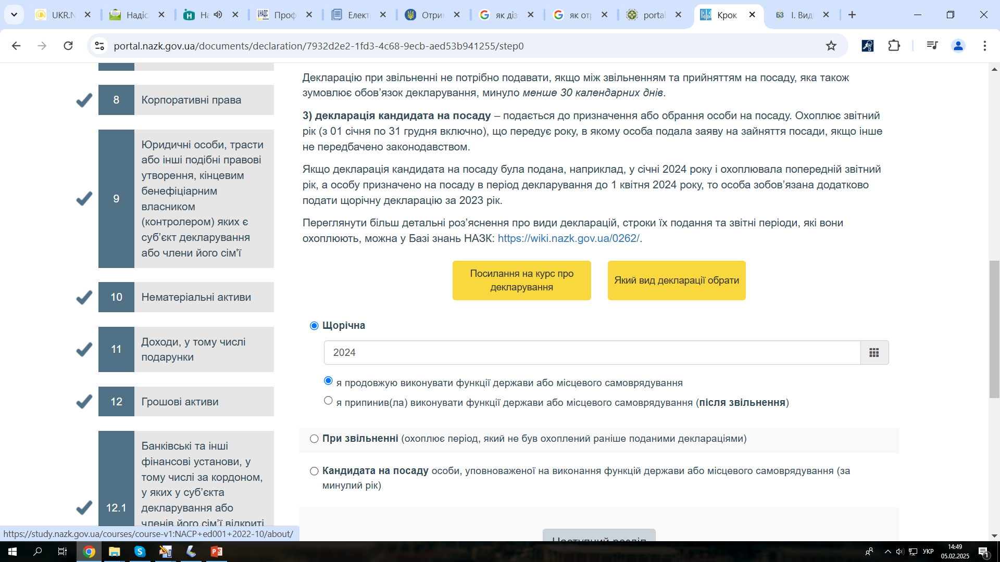 UKR.N
Надіс
На
НАДС
Проф
Елект
Отри
як діз
як отр
portal
Крок
БЗ
І. Вид
portal.nazk.gov.ua/documents/declaration/7932d2e2-1fd3-4c68-9ecb-aed53b941255/step0
8
Корпоративні права
9
Юридичні особи, трасти
або інші подібні правові
утворення, кінцевим
бенефіціарним
власником
(контролером) яких є
суб’єкт декларування
або члени його сім'ї
10
Нематеріальні активи
11
Доходи, у тому числі
подарунки
12
Грошові активи
12.1
Банківські та інші
фінансові установи, у
тому числі за кордоном,
у яких у суб’єкта
декларування або
членів його сім’ї відкриті
Декларацію при звільненні не потрібно подавати, якщо між звільненням та прийняттям на посаду, яка також
зумовлює обов’язок декларування, минуло менше 30 календарних днів.
3) декларація кандидата на посаду – подається до призначення або обрання особи на посаду. Охоплює звітний
рік (з 01 січня по 31 грудня включно), що передує року, в якому особа подала заяву на зайняття посади, якщо інше
не передбачено законодавством.
Якщо декларація кандидата на посаду була подана, наприклад, у січні 2024 року і охоплювала попередній звітний
рік, а особу призначено на посаду в період декларування до 1 квітня 2024 року, то особа зобов’язана додатково
подати щорічну декларацію за 2023 рік.
Переглянути більш детальні роз’яснення про види декларацій, строки їх подання та звітні періоди, які вони
охоплюють, можна у Базі знань НАЗК: https://wiki.nazk.gov.ua/0262/.
Посилання на курс про
декларування
Який вид декларації обрати
Щорічна
2024
я продовжую виконувати функції держави або місцевого самоврядування
я припинив(ла) виконувати функції держави або місцевого самоврядування (після звільнення)
При звільненні (охоплює період, який не був охоплений раніше поданими деклараціями)
Кандидата на посаду особи, уповноваженої на виконання функцій держави або місцевого самоврядування (за
минулий рік)
Наступний розділ
https://study.nazk.gov.ua/courses/course-v1:NACP+ed001+2022-10/about/
УКР
14:49
05.02.2025
1